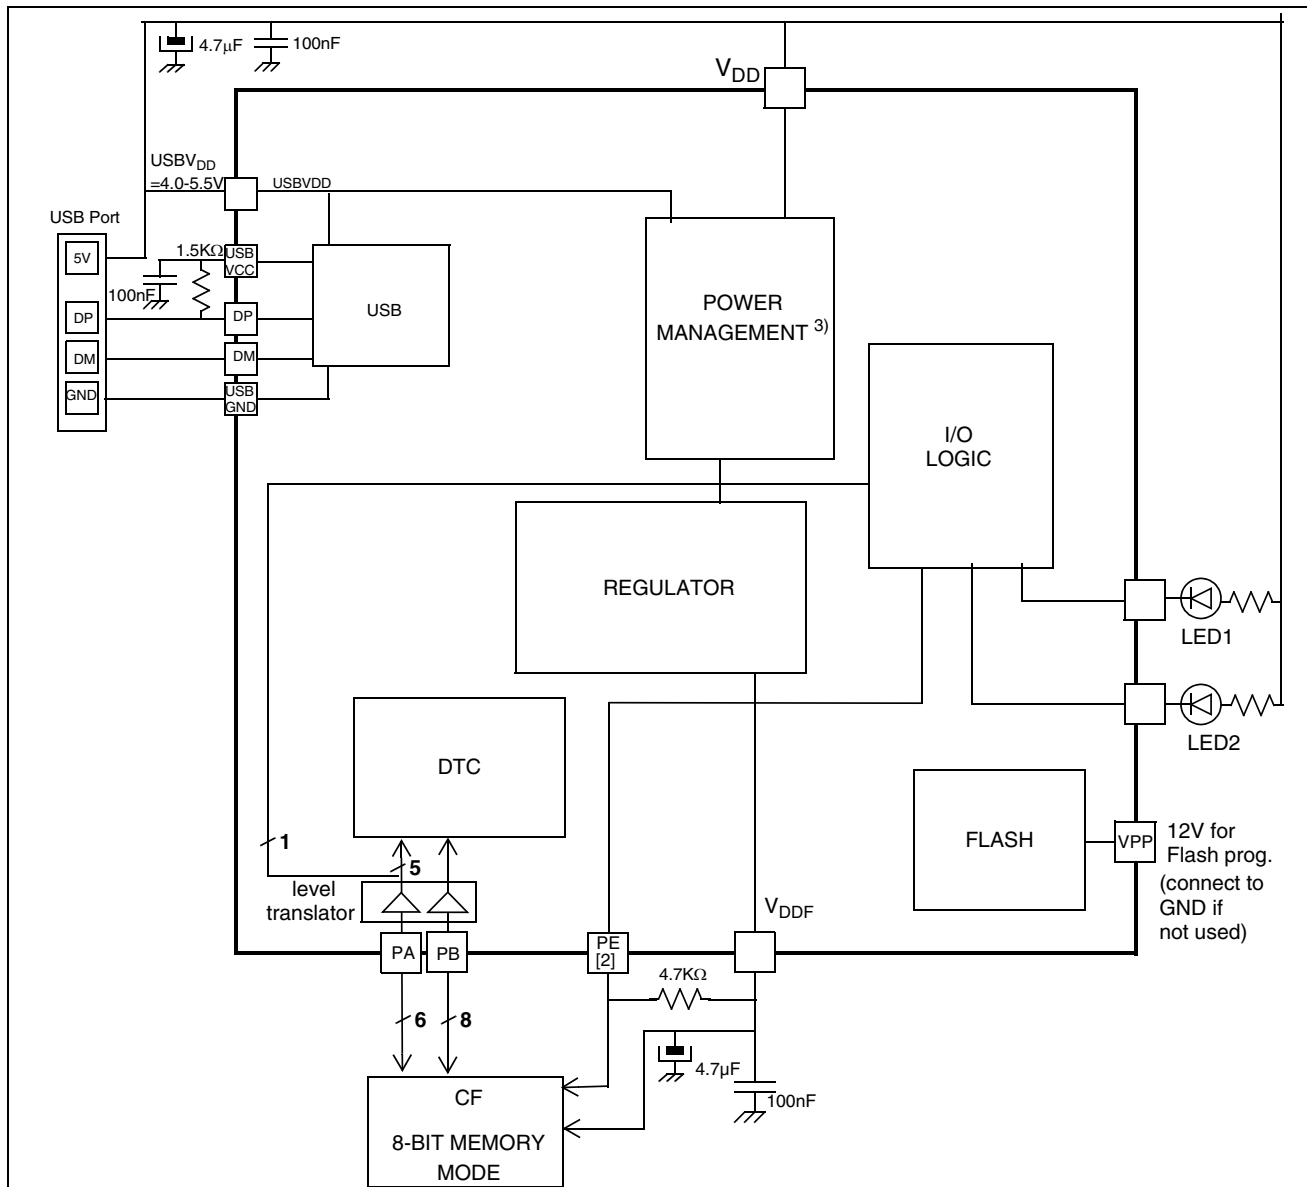 4.7μF
100nF
VDD
USBVDD
=4.0-5.5V
USBVDD
USB Port
5V
1.5KΩ
USB
VCC
100nF
DP
DP
USB
DM
DM
GND
USB
GND
POWER
MANAGEMENT 3)
I/O
LOGIC
REGULATOR
LED1
LED2
DTC
1
5
level
translator
FLASH
VPP
12V for
Flash prog.
(connect to
GND if
not used)
VDDF
PA
PB
PE
[2]
4.7KΩ
6
8
4.7μF
100nF
CF
8-BIT MEMORY
MODE